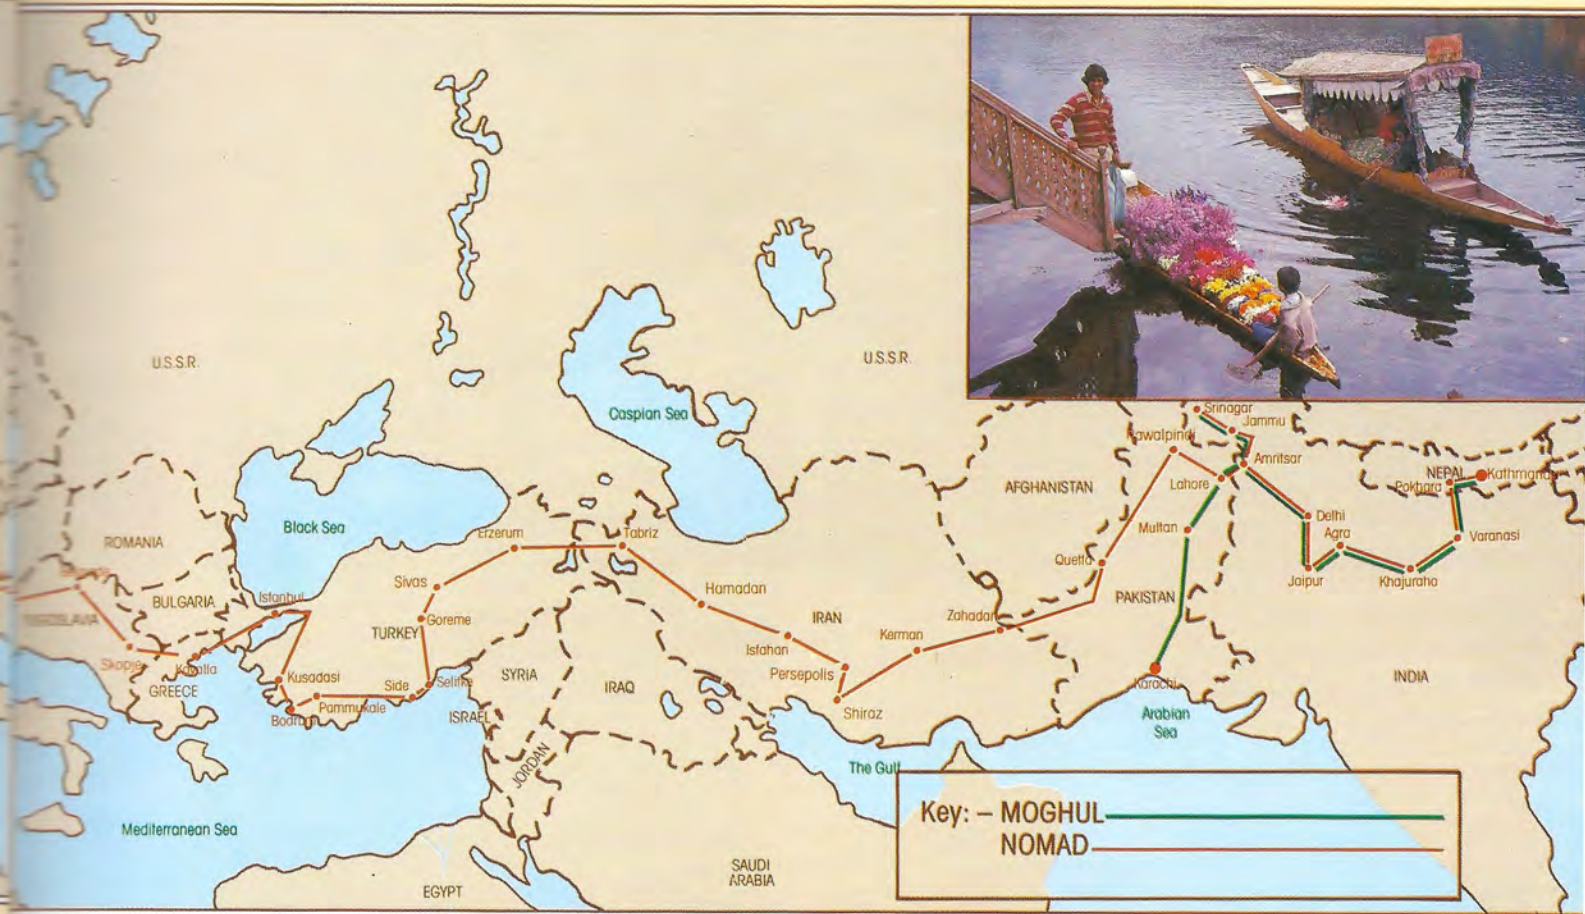 U.S.S.R.
U.S.S.R.
Caspian Sea
Black Sea
ROMANIA
BULGARIA
Istanbul
Skopje
Kavalla
GREECE
Kusadasi
Bodrum
Pammukale
Side
Selifke
TURKEY
Goreme
Sivas
Erzerum
Tabriz
Hamadan
Isfahan
Persepolis
Shiraz
Kerman
Zahadan
IRAN
IRAQ
SYRIA
ISRAEL
JORDAN
EGYPT
SAUDI
ARABIA
Mediterranean Sea
The Gulf
AFGHANISTAN
Quetta
PAKISTAN
Multan
Lahore
Rawalpindi
Srinagar
Jammu
Amritsar
Delhi
Agra
Jaipur
Khajuraho
Varanasi
NEPAL
Pokhara
Kathmandu
Karachi
Arabian
Sea
INDIA
Key: – MOGHUL
NOMAD